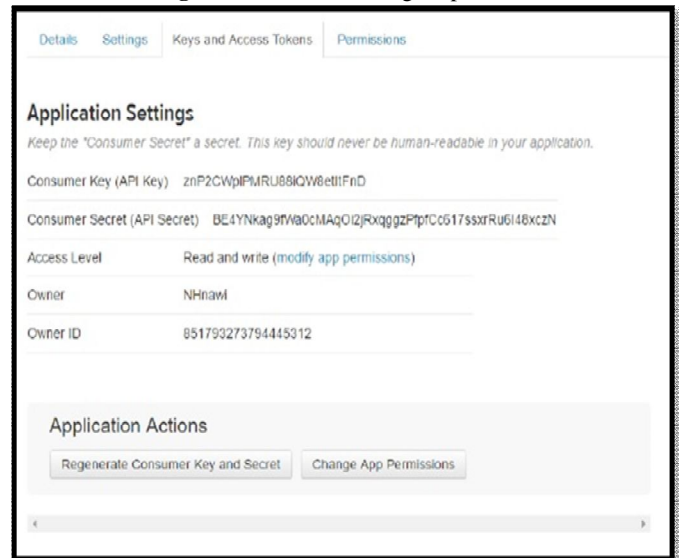 Details Settings Keys and Access Tokens Permissions
Application Settings
Keep the "Consumer Secret" a secret. This key should never be human-readable in your application.
Consumer Key (API Key)
Consumer Secret (API Secret)
Access Level Read and write (modify app permissions)
Owner NHnawi
Owner ID 851793273794445312
Application Actions
Regenerate Consumer Key and Secret Change App Permissions